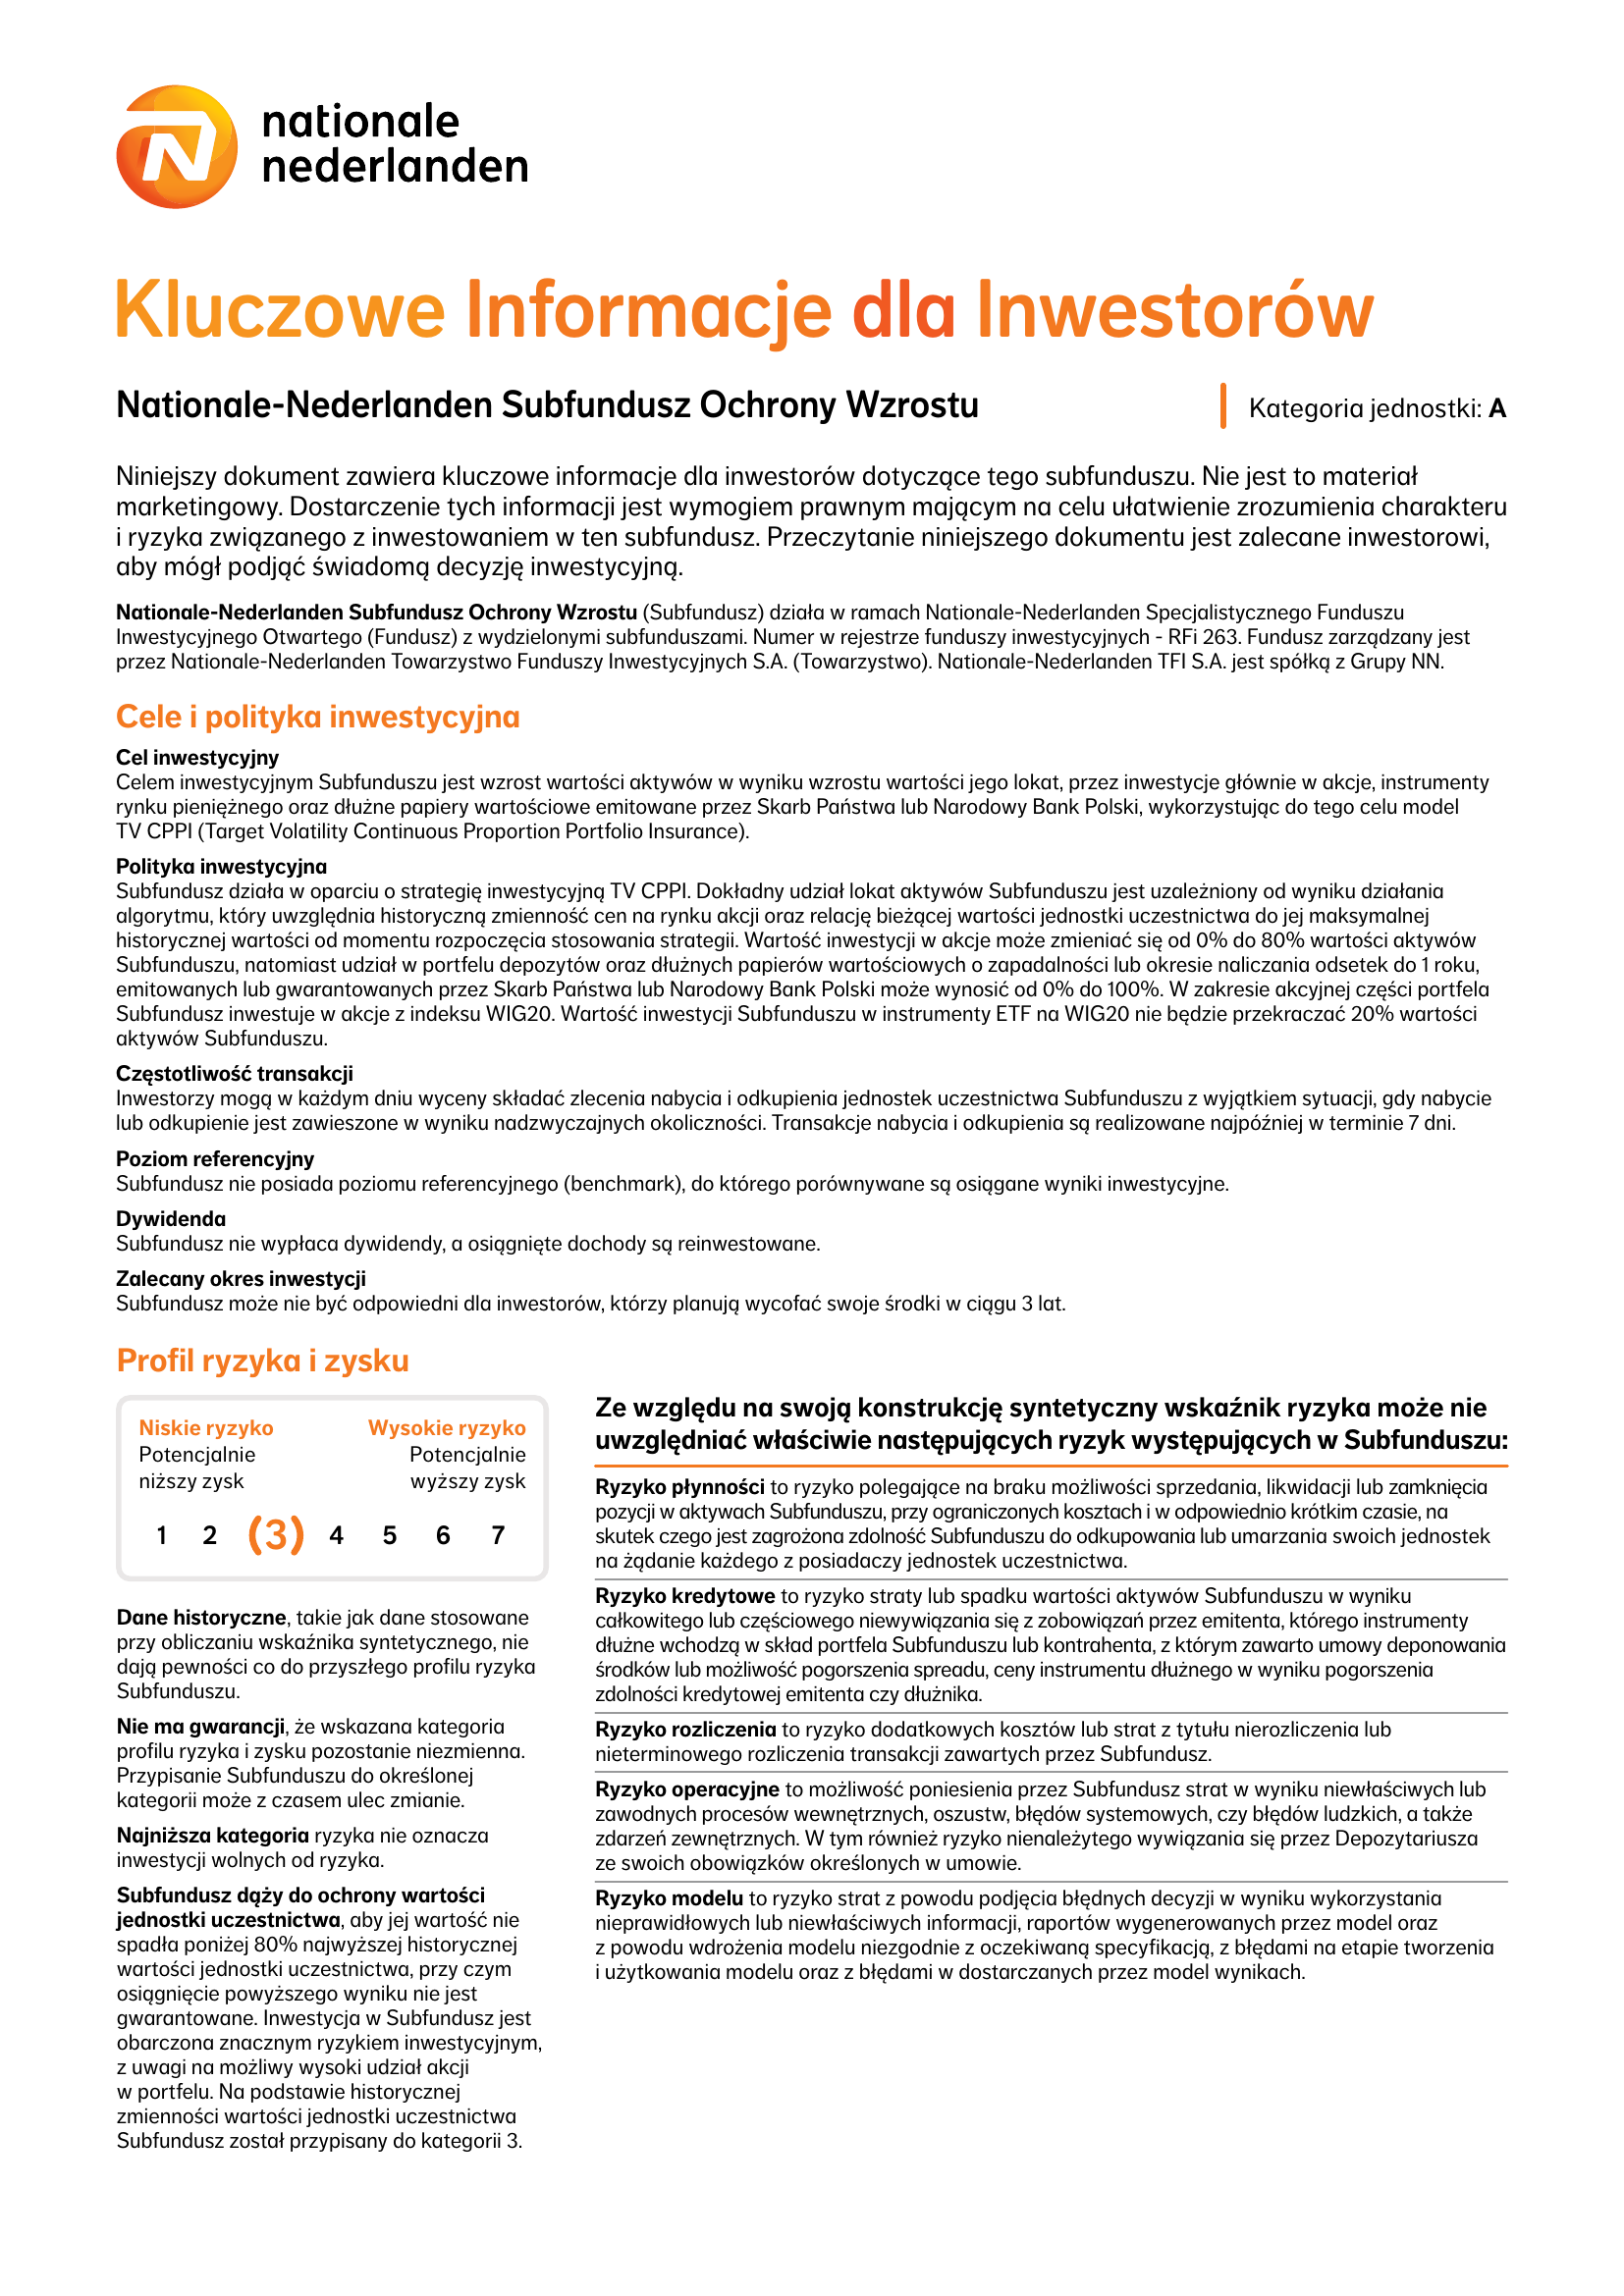 nationale
nederlanden
Kluczowe Informacje dla Inwestorów
Nationale-Nederlanden Subfundusz Ochrony Wzrostu
Kategoria jednostki: A
Niniejszy dokument zawiera kluczowe informacje dla inwestorów dotyczące tego subfunduszu. Nie jest to materiał
marketingowy. Dostarczenie tych informacji jest wymogiem prawnym mającym na celu ułatwienie zrozumienia charakteru
i ryzyka związanego z inwestowaniem w ten subfundusz. Przeczytanie niniejszego dokumentu jest zalecane inwestorowi,
aby mógł podjąć świadomą decyzję inwestycyjną.
Nationale-Nederlanden Subfundusz Ochrony Wzrostu (Subfundusz) działa w ramach Nationale-Nederlanden Specjalistycznego Funduszu
Inwestycyjnego Otwartego (Fundusz) z wydzielonymi subfunduszami. Numer w rejestrze funduszy inwestycyjnych - RFi 263. Fundusz zarządzany jest
przez Nationale-Nederlanden Towarzystwo Funduszy Inwestycyjnych S.A. (Towarzystwo). Nationale-Nederlanden TFI S.A. jest spółką z Grupy NN.
Cele i polityka inwestycyjna
Cel inwestycyjny
Celem inwestycyjnym Subfunduszu jest wzrost wartości aktywów w wyniku wzrostu wartości jego lokat, przez inwestycje głównie w akcje, instrumenty
rynku pieniężnego oraz dłużne papiery wartościowe emitowane przez Skarb Państwa lub Narodowy Bank Polski, wykorzystując do tego celu model
TV CPPI (Target Volatility Continuous Proportion Portfolio Insurance).
Polityka inwestycyjna
Subfundusz działa w oparciu o strategię inwestycyjną TV CPPI. Dokładny udział lokat aktywów Subfunduszu jest uzależniony od wyniku działania
algorytmu, który uwzględnia historyczną zmienność cen na rynku akcji oraz relację bieżącej wartości jednostki uczestnictwa do jej maksymalnej
historycznej wartości od momentu rozpoczęcia stosowania strategii. Wartość inwestycji w akcje może zmieniać się od 0% do 80% wartości aktywów
Subfunduszu, natomiast udział w portfelu depozytów oraz dłużnych papierów wartościowych o zapadalności lub okresie naliczania odsetek do 1 roku,
emitowanych lub gwarantowanych przez Skarb Państwa lub Narodowy Bank Polski może wynosić od 0% do 100%. W zakresie akcyjnej części portfela
Subfundusz inwestuje w akcje z indeksu WIG20. Wartość inwestycji Subfunduszu w instrumenty ETF na WIG20 nie będzie przekraczać 20% wartości
aktywów Subfunduszu.
Częstotliwość transakcji
Inwestorzy mogą w każdym dniu wyceny składać zlecenia nabycia i odkupienia jednostek uczestnictwa Subfunduszu z wyjątkiem sytuacji, gdy nabycie
lub odkupienie jest zawieszone w wyniku nadzwyczajnych okoliczności. Transakcje nabycia i odkupienia są realizowane najpóźniej w terminie 7 dni.
Poziom referencyjny
Subfundusz nie posiada poziomu referencyjnego (benchmark), do którego porównywane są osiągane wyniki inwestycyjne.
Dywidenda
Subfundusz nie wypłaca dywidendy, a osiągnięte dochody są reinwestowane.
Zalecany okres inwestycji
Subfundusz może nie być odpowiedni dla inwestorów, którzy planują wycofać swoje środki w ciągu 3 lat.
Profil ryzyka i zysku
Niskie ryzyko Wysokie ryzyko
Potencjalnie Potencjalnie
niższy zysk wyższy zysk
1 2 (3) 4 5 6 7
Dane historyczne, takie jak dane stosowane
przy obliczaniu wskaźnika syntetycznego, nie
dają pewności co do przyszłego profilu ryzyka
Subfunduszu.
Nie ma gwarancji, że wskazana kategoria
profilu ryzyka i zysku pozostanie niezmienna.
Przypisanie Subfunduszu do określonej
kategorii może z czasem ulec zmianie.
Najniższa kategoria ryzyka nie oznacza
inwestycji wolnych od ryzyka.
Subfundusz dąży do ochrony wartości
jednostki uczestnictwa, aby jej wartość nie
spadła poniżej 80% najwyższej historycznej
wartości jednostki uczestnictwa, przy czym
osiągnięcie powyższego wyniku nie jest
gwarantowane. Inwestycja w Subfundusz jest
obarczona znacznym ryzykiem inwestycyjnym,
z uwagi na możliwy wysoki udział akcji
w portfelu. Na podstawie historycznej
zmienności wartości jednostki uczestnictwa
Subfundusz został przypisany do kategorii 3.
Ze względu na swoją konstrukcję syntetyczny wskaźnik ryzyka może nie
uwzględniać właściwie następujących ryzyk występujących w Subfunduszu:
Ryzyko płynności to ryzyko polegające na braku możliwości sprzedania, likwidacji lub zamknięcia
pozycji w aktywach Subfunduszu, przy ograniczonych kosztach i w odpowiednio krótkim czasie, na
skutek czego jest zagrożona zdolność Subfunduszu do odkupowania lub umarzania swoich jednostek
na żądanie każdego z posiadaczy jednostek uczestnictwa.
Ryzyko kredytowe to ryzyko straty lub spadku wartości aktywów Subfunduszu w wyniku
całkowitego lub częściowego niewywiązania się z zobowiązań przez emitenta, którego instrumenty
dłużne wchodzą w skład portfela Subfunduszu lub kontrahenta, z którym zawarto umowy deponowania
środków lub możliwość pogorszenia spreadu, ceny instrumentu dłużnego w wyniku pogorszenia
zdolności kredytowej emitenta czy dłużnika.
Ryzyko rozliczenia to ryzyko dodatkowych kosztów lub strat z tytułu nierozliczenia lub
nieterminowego rozliczenia transakcji zawartych przez Subfundusz.
Ryzyko operacyjne to możliwość poniesienia przez Subfundusz strat w wyniku niewłaściwych lub
zawodnych procesów wewnętrznych, oszustw, błędów systemowych, czy błędów ludzkich, a także
zdarzeń zewnętrznych. W tym również ryzyko nienależytego wywiązania się przez Depozytariusza
ze swoich obowiązków określonych w umowie.
Ryzyko modelu to ryzyko strat z powodu podjęcia błędnych decyzji w wyniku wykorzystania
nieprawidłowych lub niewłaściwych informacji, raportów wygenerowanych przez model oraz
z powodu wdrożenia modelu niezgodnie z oczekiwaną specyfikacją, z błędami na etapie tworzenia
i użytkowania modelu oraz z błędami w dostarczanych przez model wynikach.